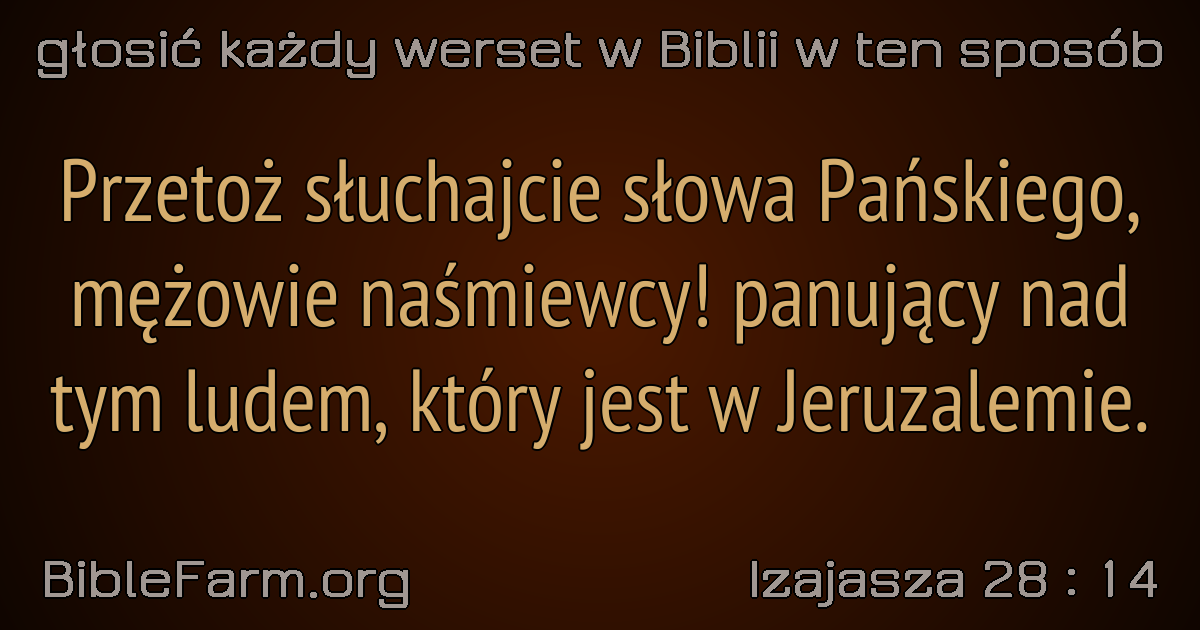 głosić każdy werset w Biblii w ten sposób
Przetoż słuchajcie słowa Pańskiego,
mężowie naśmiewcy! panujący nad
tym ludem, który jest w Jeruzalemie.
BibleFarm.org
Izajasza 28 : 14